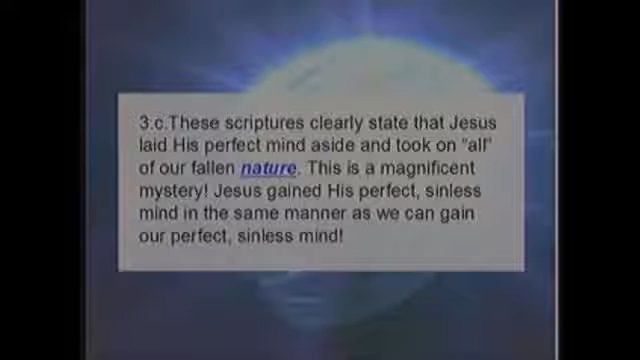 3.c.These scriptures clearly state that Jesus
laid His perfect mind aside and took on "all"
of our fallen nature. This is a magnificent
mystery! Jesus gained His perfect, sinless
mind in the same manner as we can gain
our perfect, sinless mind!